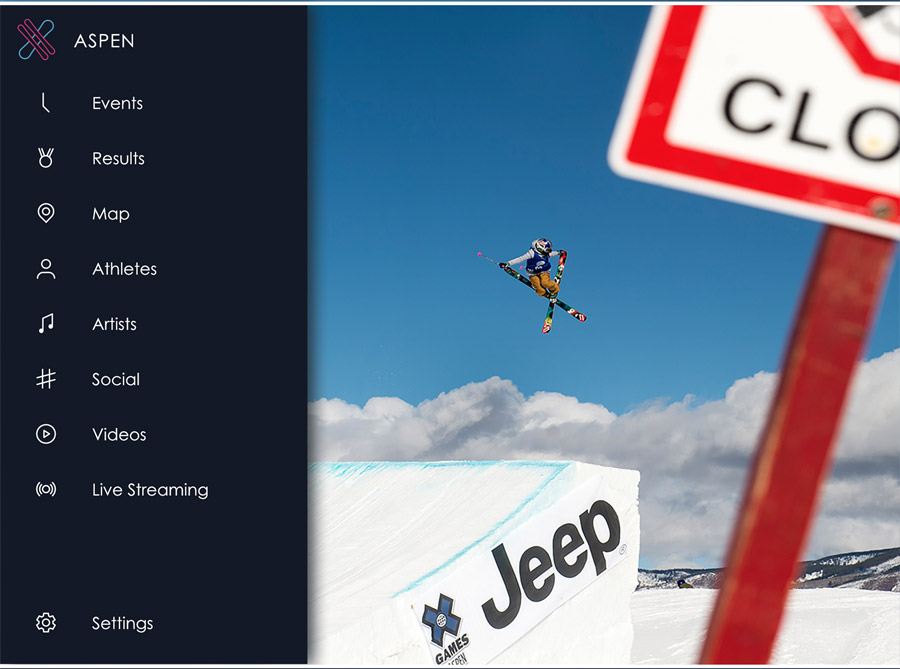 ASPEN
Events
Results
Map
Athletes
Artists
Social
Videos
Live Streaming
Settings
CLO
Jeep
®
GAMES
ASPEN